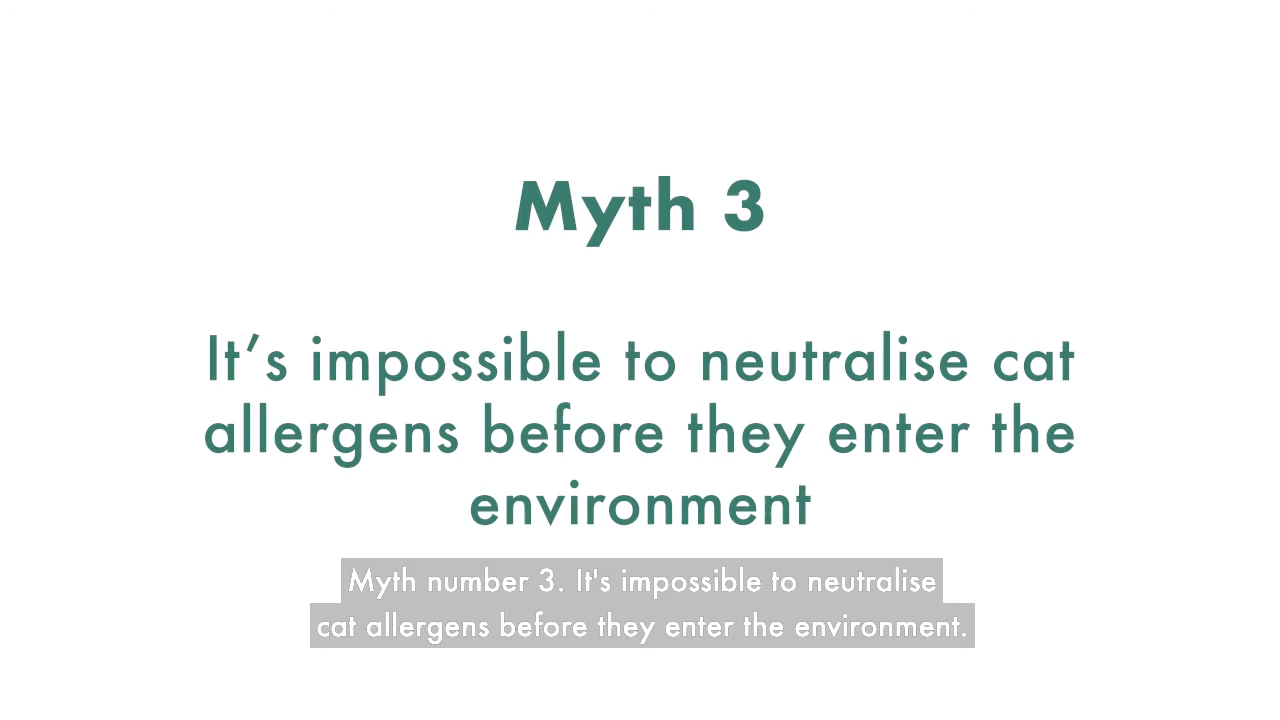 Myth 3
It’s impossible to neutralise cat
allergens before they enter the
environment
Myth number 3. It's impossible to neutralise
cat allergens before they enter the environment.